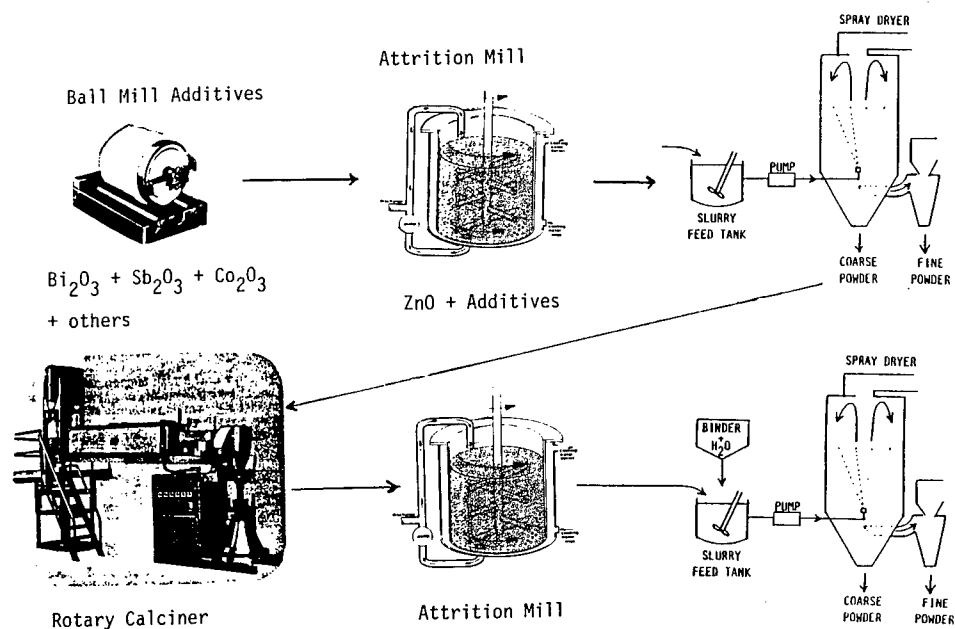 SPRAY DRYER
Attrition Mill
Ball Mill Additives
PUMP
SLURRY
FEED TANK
COARSE
POWDER
FINE
POWDER
Bi₂O₃ + Sb₂O₃ + Co₂O₃
+ others
ZnO + Additives
SPRAY DRYER
BINDER
+
H₂O
PUMP
SLURRY
FEED TANK
COARSE
POWDER
FINE
POWDER
Rotary Calciner
Attrition Mill